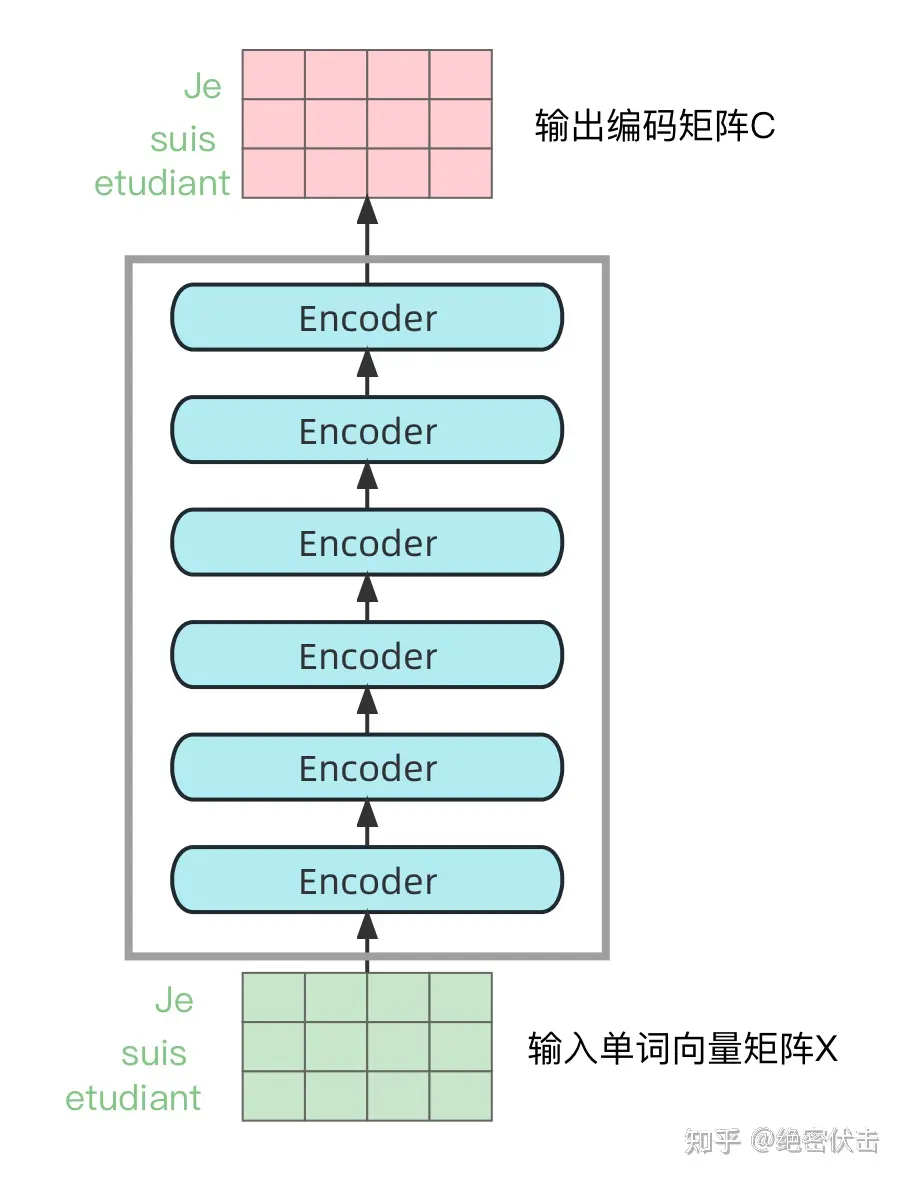 Je
suis
etudiant
输出编码矩阵C
Encoder
Encoder
Encoder
Encoder
Encoder
Encoder
Je
suis
etudiant
输入单词向量矩阵X
知乎 @绝密伏击